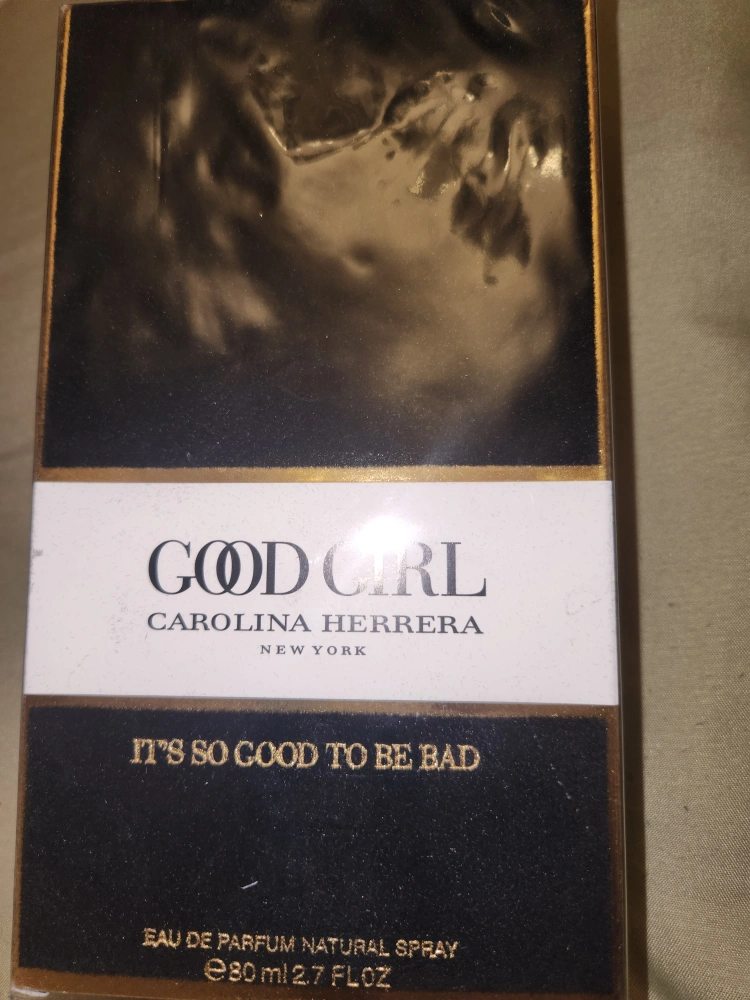 GOOD GIRL
CAROLINA HERRERA
NEW YORK
IT'S SO GOOD TO BE BAD
EAU DE PARFUM NATURAL SPRAY
℮80 ml 2.7 FL OZ